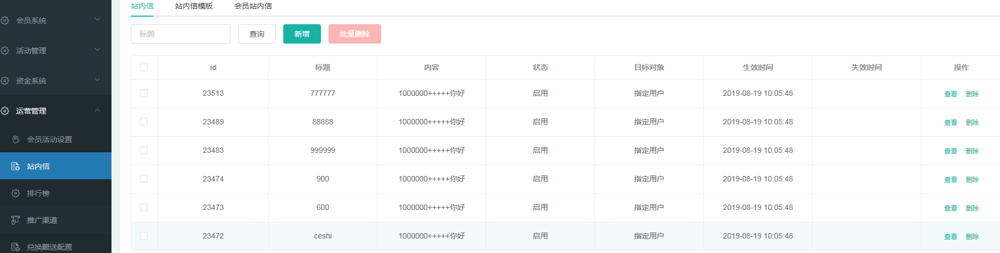 会员系统
活动管理
资金系统
运营管理
会员活动设置
站内信
排行榜
推广渠道
兑换赠送配置
站内信 站内信模版 会员站内信
标题 查询 新增 批量删除
id 标题 内容 状态 目标对象 生效时间 失效时间 操作
23513 777777 1000000+++++你好 启用 指定用户 2019-08-19 10:05:48 查看 删除
23489 88888 1000000+++++你好 启用 指定用户 2019-08-19 10:05:48 查看 删除
23483 999999 1000000+++++你好 启用 指定用户 2019-08-19 10:05:48 查看 删除
23474 900 1000000+++++你好 启用 指定用户 2019-08-19 10:05:48 查看 删除
23473 600 1000000+++++你好 启用 指定用户 2019-08-19 10:05:48 查看 删除
23472 ceshi 1000000+++++你好 启用 指定用户 2019-08-19 10:05:48 查看 删除